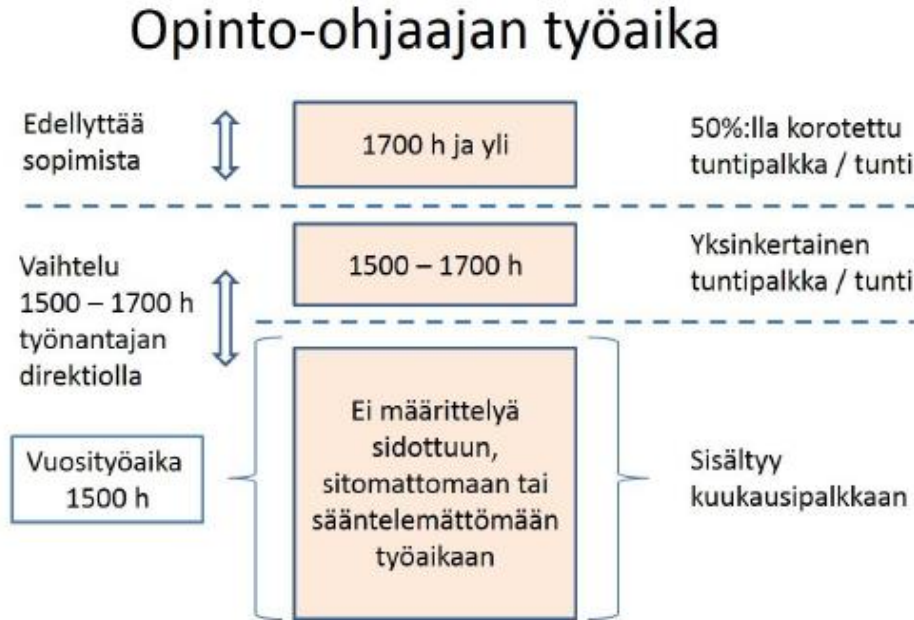 Opinto-ohjaajan työaika
Edellyttää
sopimista
1700 h ja yli
50%:lla korotettu
tuntipalkka / tunti
Vaihtelu
1500 – 1700 h
työnantajan
direktiolla
1500 – 1700 h
Yksinkertainen
tuntipalkka / tunti
Vuosityöaika
1500 h
Ei määrittelyä
sidottuun,
sitomattomaan tai
sääntelemättömään
työaikaan
Sisältyy
kuukausipalkkaan